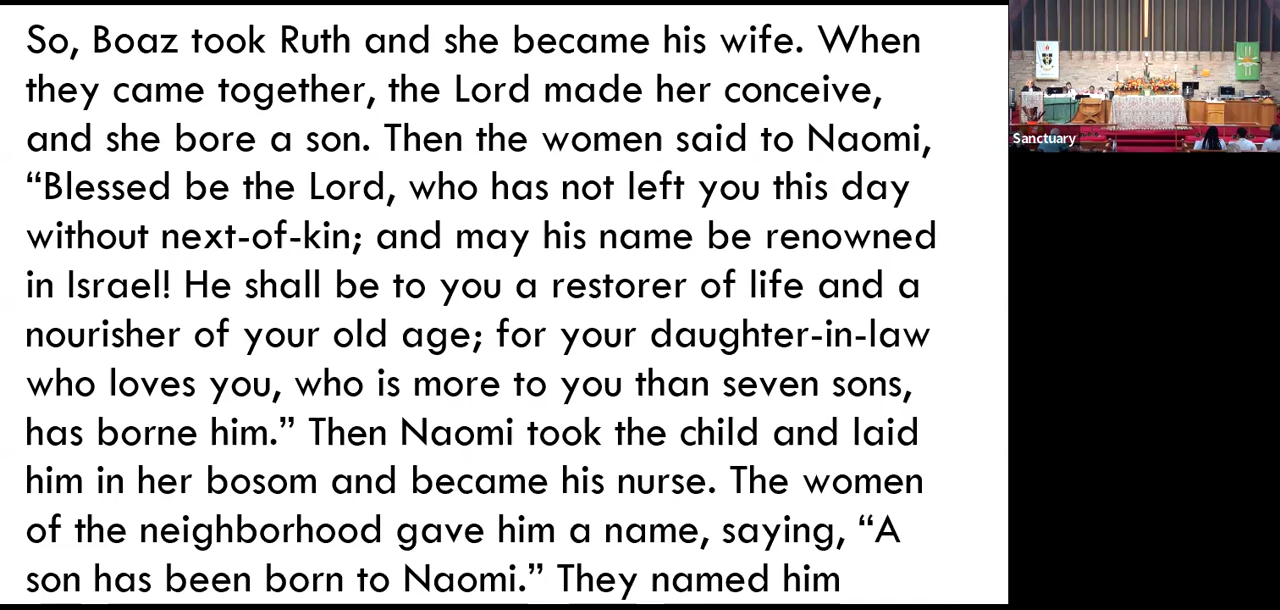 So, Boaz took Ruth and she became his wife. When
they came together, the Lord made her conceive,
and she bore a son. Then the women said to Naomi,
“Blessed be the Lord, who has not left you this day
without next-of-kin; and may his name be renowned
in Israel! He shall be to you a restorer of life and a
nourisher of your old age; for your daughter-in-law
who loves you, who is more to you than seven sons,
has borne him.” Then Naomi took the child and laid
him in her bosom and became his nurse. The women
of the neighborhood gave him a name, saying, “A
son has been born to Naomi.” They named him
Sanctuary